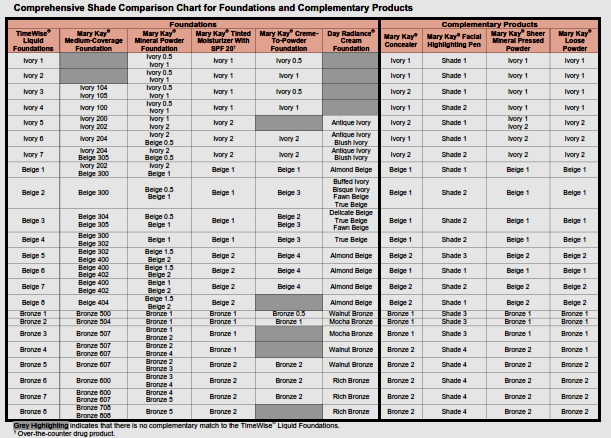 Comprehensive Shade Comparison Chart for Foundations and Complementary Products
Foundations Complementary Products
TimeWise® Liquid Foundations | Mary Kay® Medium-Coverage Foundation | Mary Kay® Mineral Powder Foundation | Mary Kay® Tinted Moisturizer With SPF 20† | Mary Kay® Creme-To-Powder Foundation | Day Radiance® Cream Foundation | Mary Kay® Concealer | Mary Kay® Facial Highlighting Pen | Mary Kay® Sheer Mineral Pressed Powder | Mary Kay® Loose Powder
Ivory 1 | | Ivory 0.5 Ivory 1 | Ivory 1 | Ivory 0.5 | | Ivory 1 | Shade 1 | Ivory 1 | Ivory 1
Ivory 2 | | Ivory 0.5 Ivory 1 | Ivory 1 | Ivory 1 | | Ivory 1 | Shade 1 | Ivory 1 | Ivory 1
Ivory 3 | Ivory 104 Ivory 105 | Ivory 0.5 Ivory 1 | Ivory 1 | Ivory 0.5 | | Ivory 2 | Shade 1 | Ivory 1 | Ivory 1
Ivory 4 | Ivory 100 | Ivory 0.5 Ivory 1 | Ivory 1 | Ivory 1 | | Ivory 1 | Shade 2 | Ivory 1 | Ivory 1
Ivory 5 | Ivory 200 Ivory 202 | Ivory 1 Ivory 2 | Ivory 2 | | Antique Ivory | Ivory 2 | Shade 1 | Ivory 1 Ivory 2 | Ivory 2
Ivory 6 | Ivory 204 | Ivory 2 Beige 0.5 | Ivory 2 | Ivory 2 | Antique Ivory Blush Ivory | Ivory 1 | Shade 1 | Ivory 2 | Ivory 2
Ivory 7 | Ivory 204 Beige 305 | Ivory 2 Beige 0.5 | Ivory 2 | Ivory 2 | Antique Ivory Blush Ivory | Ivory 2 | Shade 2 | Ivory 2 | Ivory 2
Beige 1 | Ivory 202 Beige 300 | Ivory 2 Beige 1 | Beige 1 | Beige 1 | Almond Beige | Beige 1 | Shade 1 | Beige 1 | Beige 1
Beige 2 | Beige 300 | Beige 0.5 Beige 1 | Beige 1 | Beige 3 | Buffed Ivory Bisque Ivory Fawn Beige True Beige | Beige 1 | Shade 2 | Beige 1 | Beige 1
Beige 3 | Beige 304 Beige 305 | Beige 0.5 Beige 1 | Beige 1 | Beige 2 Beige 3 | Delicate Beige True Beige Fawn Beige | Beige 1 | Shade 2 | Beige 1 | Beige 1
Beige 4 | Beige 300 Beige 302 | Beige 1 | Beige 1 | Beige 3 | True Beige | Beige 1 | Shade 2 | Beige 1 | Beige 1
Beige 5 | Beige 302 Beige 400 | Beige 1.5 Beige 2 | Beige 2 | Beige 4 | Almond Beige | Beige 2 | Shade 3 | Beige 2 | Beige 2
Beige 6 | Beige 400 Beige 402 | Beige 1.5 Beige 2 | Beige 2 | Beige 4 | Almond Beige | Beige 1 | Shade 2 | Beige 1 | Beige 2
Beige 7 | Beige 400 Beige 402 | Beige 1 Beige 2 | Beige 2 | Beige 4 | Almond Beige | Beige 2 | Shade 2 | Beige 2 | Beige 2
Beige 8 | Beige 404 | Beige 1.5 Beige 2 | Beige 2 | | Almond Beige | Beige 2 | Shade 1 | Beige 2 | Beige 2
Bronze 1 | Bronze 500 | Bronze 1 | Bronze 1 | Bronze 0.5 | Walnut Bronze | Bronze 1 | Shade 3 | Bronze 1 | Bronze 1
Bronze 2 | Bronze 504 | Bronze 1 | Bronze 1 | Bronze 1 | Mocha Bronze | Bronze 1 | Shade 3 | Bronze 1 | Bronze 1
Bronze 3 | Bronze 507 | Bronze 1 Bronze 2 | Bronze 1 | | Mocha Bronze | Bronze 1 | Shade 3 | Bronze 1 | Bronze 1
Bronze 4 | Bronze 507 Bronze 607 | Bronze 2 Bronze 4 | Bronze 1 | | Walnut Bronze | Bronze 2 | Shade 4 | Bronze 2 | Bronze 1
Bronze 5 | Bronze 607 | Bronze 2 Bronze 3 | Bronze 2 | Bronze 2 | Walnut Bronze | Bronze 2 | Shade 4 | Bronze 2 | Bronze 2
Bronze 6 | Bronze 600 | Bronze 3 Bronze 4 | Bronze 2 | Bronze 2 | Rich Bronze | Bronze 2 | Shade 4 | Bronze 2 | Bronze 2
Bronze 7 | Bronze 600 Bronze 607 | Bronze 4 Bronze 5 | Bronze 2 | Bronze 2 | Rich Bronze | Bronze 2 | Shade 4 | Bronze 2 | Bronze 2
Bronze 8 | Bronze 708 Bronze 808 | Bronze 5 | Bronze 2 | | Rich Bronze | Bronze 2 | Shade 4 | Bronze 2 | Bronze 2
Grey Highlighting indicates that there is no complementary match to the TimeWise® Liquid Foundations.
† Over-the-counter drug product.